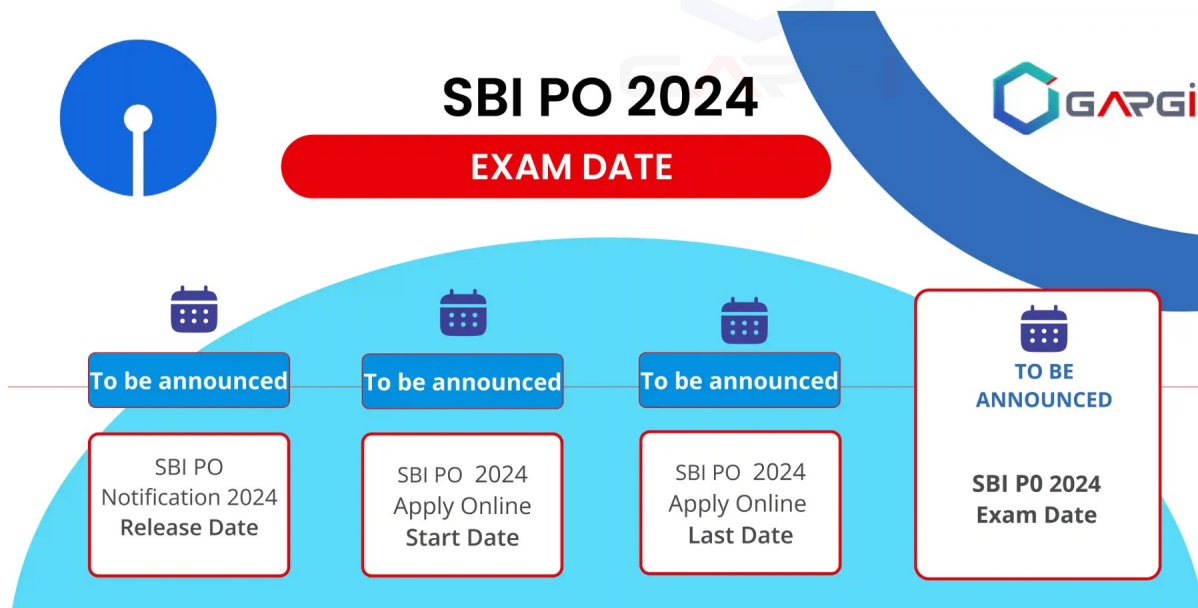 SBI PO 2024
EXAM DATE
GARGi
To be announced
SBI PO
Notification 2024
Release Date
To be announced
SBI PO 2024
Apply Online
Start Date
To be announced
SBI PO 2024
Apply Online
Last Date
TO BE
ANNOUNCED
SBI P0 2024
Exam Date